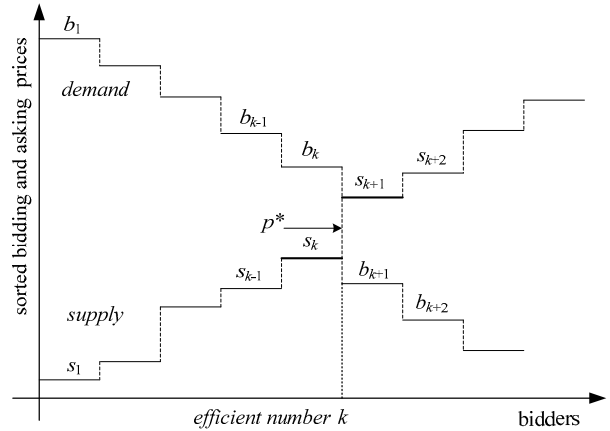 sorted bidding and asking prices
b1
demand
bk-1
bk
sk+2
sk+1
p*
sk
sk-1
bk+1
bk+2
supply
s1
efficient number k
bidders